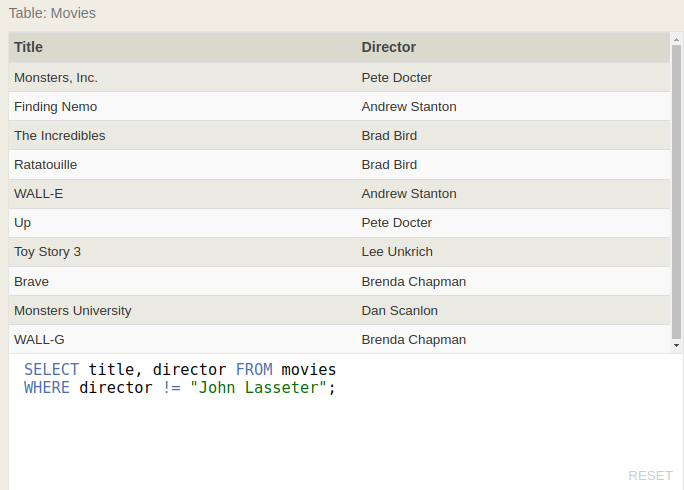 Table: Movies
Title Director
Monsters, Inc. Pete Docter
Finding Nemo Andrew Stanton
The Incredibles Brad Bird
Ratatouille Brad Bird
WALL-E Andrew Stanton
Up Pete Docter
Toy Story 3 Lee Unkrich
Brave Brenda Chapman
Monsters University Dan Scanlon
WALL-G Brenda Chapman
SELECT title, director FROM movies
WHERE director != "John Lasseter";
RESET